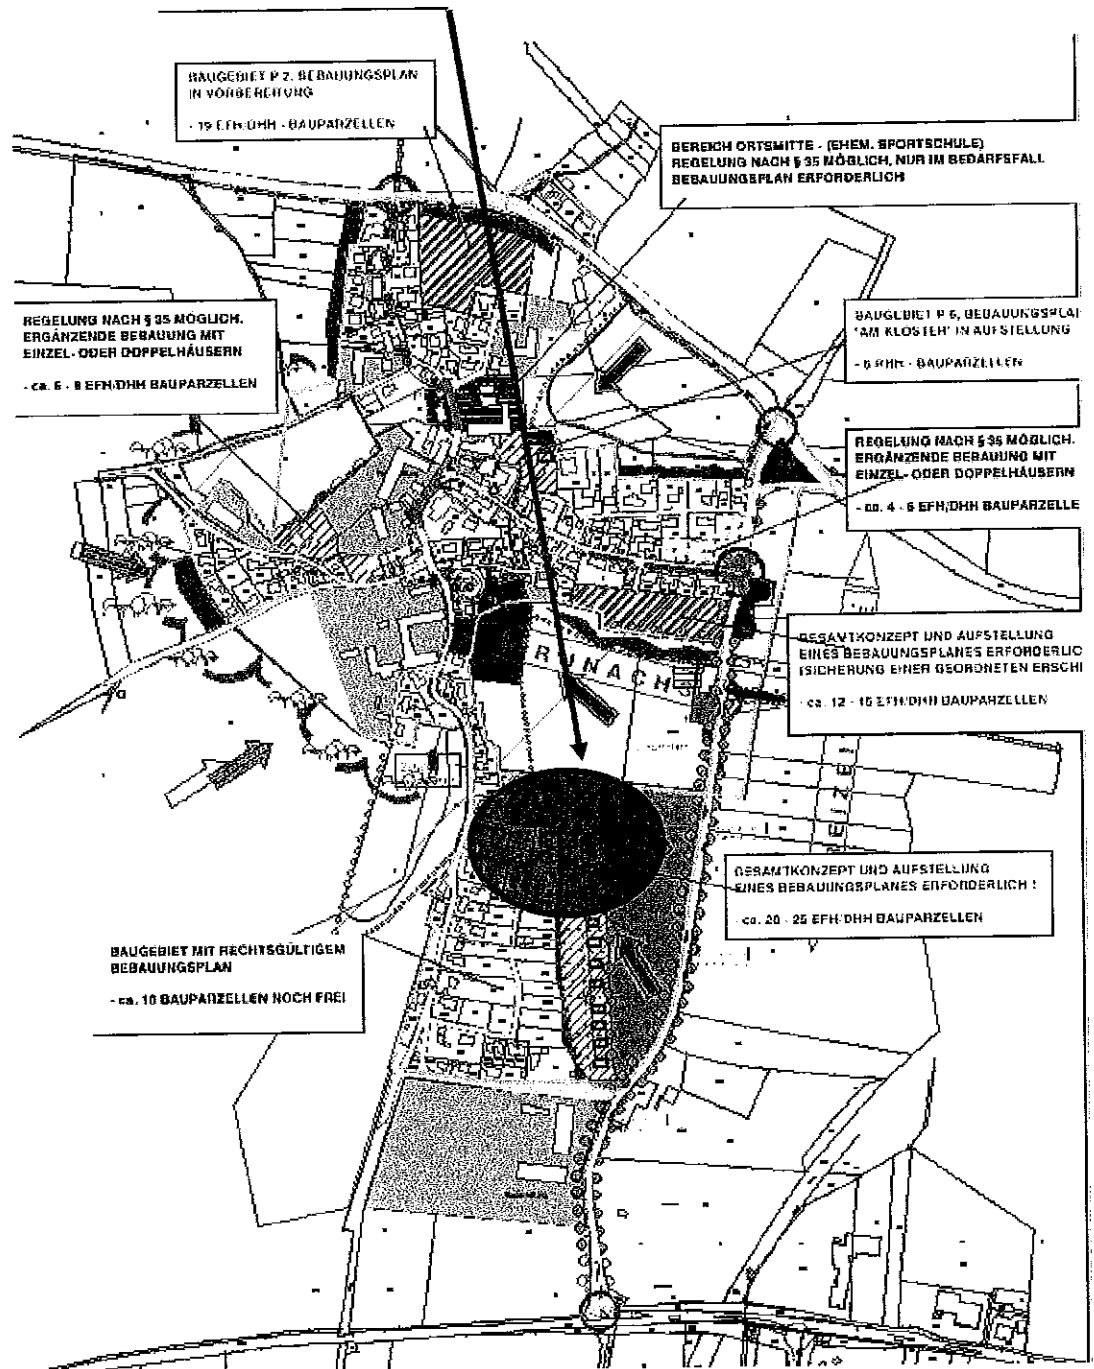 BAUGEBIET P 2, BEBAUUNGSPLAN
IN VORBEREITUNG
- 19 EFH/DHH - BAUPARZELLEN
BEREICH ORTSMITTE - (EHEM. SPORTSCHULE)
REGELUNG NACH § 35 MÖGLICH, NUR IM BEDARFSFALL
BEBAUUNGSPLAN ERFORDERLICH
REGELUNG NACH § 35 MÖGLICH.
ERGÄNZENDE BEBAUUNG MIT
EINZEL- ODER DOPPELHÄUSERN
- ca. 6 - 8 EFH/DHH BAUPARZELLEN
BAUGEBIET P 6, BEBAUUNGSPLA
"AM KLOSTER" IN AUFSTELLUNG
- 6 RHH - BAUPARZELLEN
REGELUNG NACH § 35 MÖGLICH.
ERGÄNZENDE BEBAUUNG MIT
EINZEL- ODER DOPPELHÄUSERN
- ca. 4 - 6 EFH/DHH BAUPARZELLE
GESAMTKONZEPT UND AUFSTELLUNG
EINES BEBAUUNGSPLANES ERFORDERLIC
(SICHERUNG EINER GEORDNETEN ERSCHI
- ca. 12 - 15 EFH/DHH BAUPARZELLEN
RUNACH
GESAMTKONZEPT UND AUFSTELLUNG
EINES BEBAUUNGSPLANES ERFORDERLICH !
- ca. 20 - 25 EFH/DHH BAUPARZELLEN
BAUGEBIET MIT RECHTSGÜLTIGEM
BEBAUUNGSPLAN
- ca. 10 BAUPARZELLEN NOCH FREI